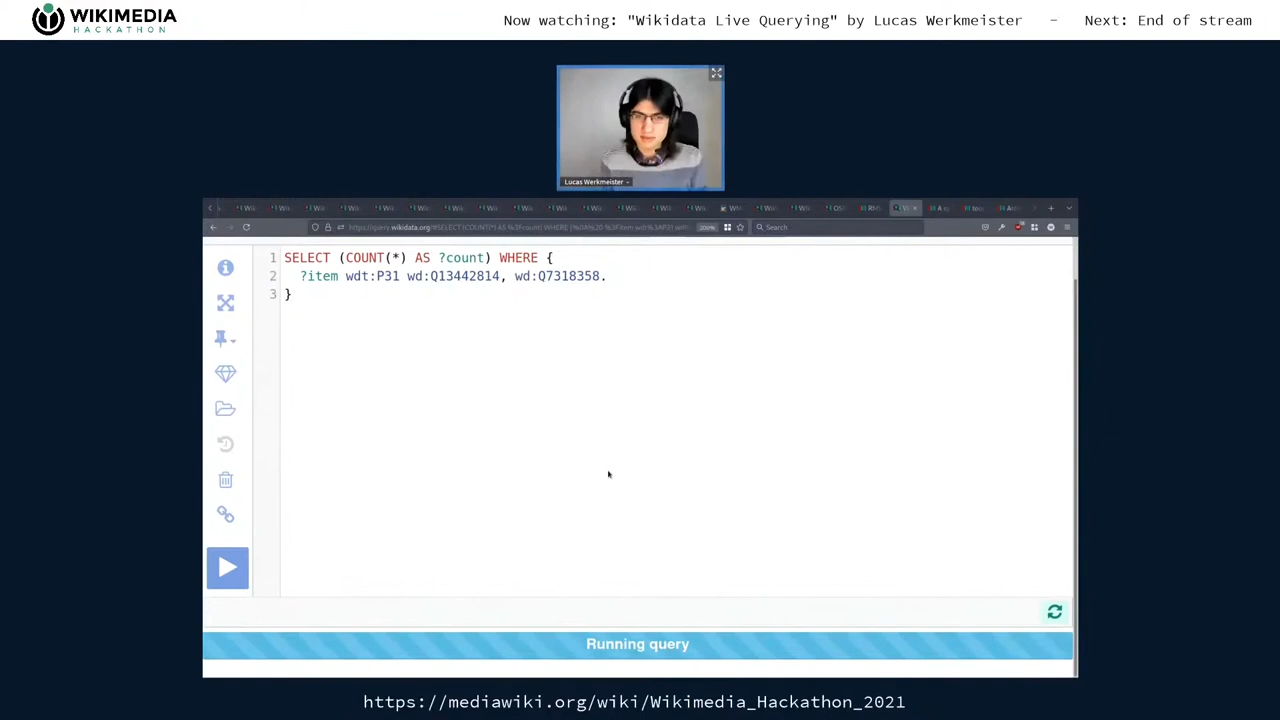 WIKIMEDIA
HACKATHON
Now watching: "Wikidata Live Querying" by Lucas Werkmeister - Next: End of stream
Lucas Werkmeister
Search
200%
1 SELECT (COUNT(*) AS ?count) WHERE {
2 ?item wdt:P31 wd:Q13442814, wd:Q7318358.
3 }
Running query
https://mediawiki.org/wiki/Wikimedia_Hackathon_2021